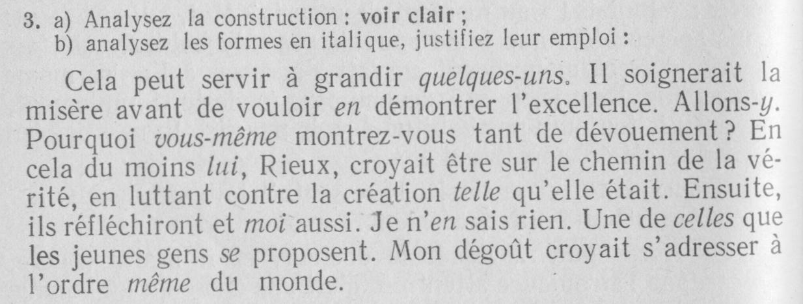 3. a) Analysez la construction : voir clair ;
b) analysez les formes en italique, justifiez leur emploi :
Cela peut servir à grandir quelques-uns. Il soignerait la
misère avant de vouloir en démontrer l'excellence. Allons-y.
Pourquoi vous-même montrez-vous tant de dévouement ? En
cela du moins lui, Rieux, croyait être sur le chemin de la vé-
rité, en luttant contre la création telle qu'elle était. Ensuite,
ils réfléchiront et moi aussi. Je n'en sais rien. Une de celles que
les jeunes gens se proposent. Mon dégoût croyait s'adresser à
l'ordre même du monde.